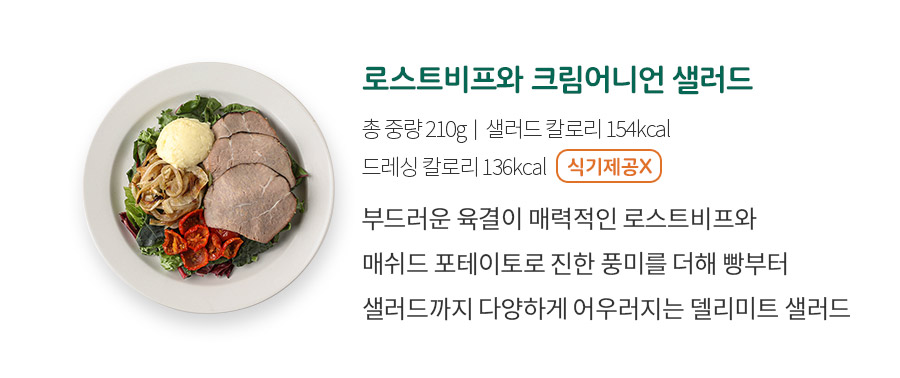 로스트비프와 크림어니언 샐러드
총 중량 210g | 샐러드 칼로리 154kcal
드레싱 칼로리 136kcal 식기제공X
부드러운 육결이 매력적인 로스트비프와
매쉬드 포테이토로 진한 풍미를 더해 빵부터
샐러드까지 다양하게 어우러지는 델리미트 샐러드